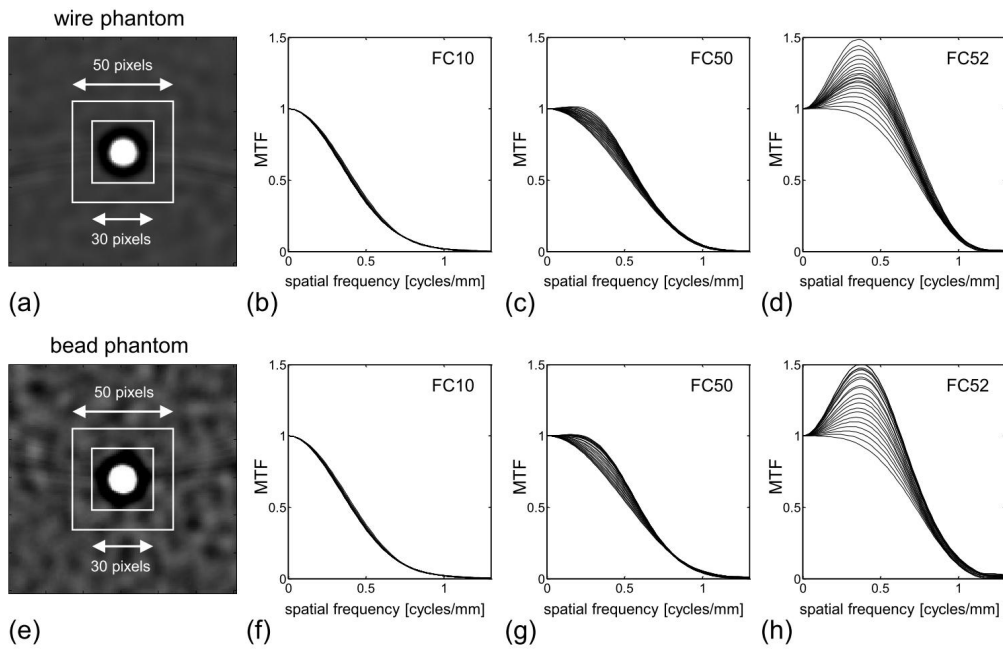 wire phantom
50 pixels
30 pixels
(a)
1.5
1
0.5
0
MTF
FC10
0
0.5
1
spatial frequency [cycles/mm]
(b)
1.5
1
0.5
0
MTF
FC50
0
0.5
1
spatial frequency [cycles/mm]
(c)
1.5
1
0.5
0
MTF
FC52
0
0.5
1
spatial frequency [cycles/mm]
(d)
bead phantom
50 pixels
30 pixels
(e)
1.5
1
0.5
0
MTF
FC10
0
0.5
1
spatial frequency [cycles/mm]
(f)
1.5
1
0.5
0
MTF
FC50
0
0.5
1
spatial frequency [cycles/mm]
(g)
1.5
1
0.5
0
MTF
FC52
0
0.5
1
spatial frequency [cycles/mm]
(h)